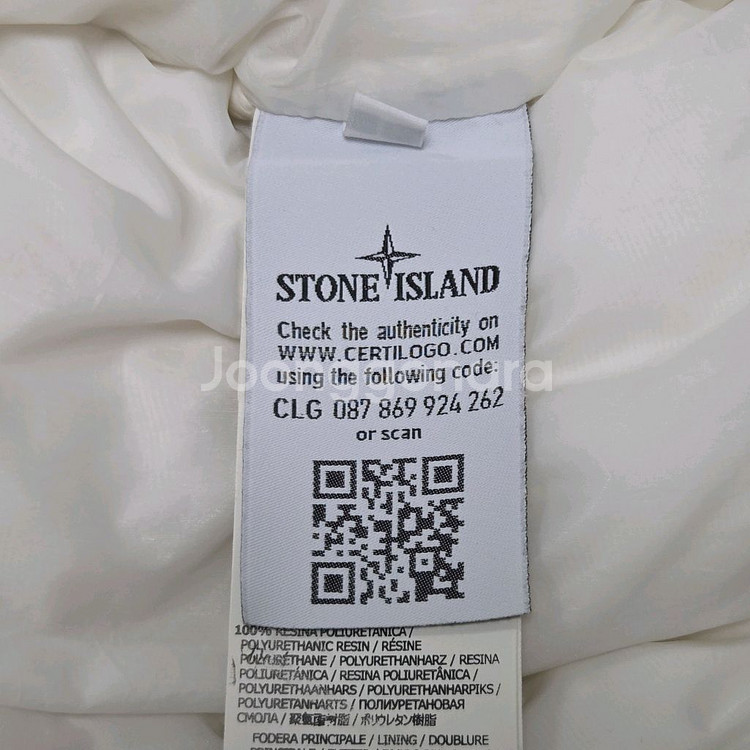 STONE ISLAND
Check the authenticity on
WWW.CERTILOGO.COM
using the following code:
Joonggonara
CLG 087 869 924 262
or scan
100% RESINA POLIURETANICA /
POLYURETHANIC RESIN / RÉSINE
POLYURÉTHANE / POLYURETHANHARZ / RESINA
POLIURETÁNICA / RESINA POLIURETÂNICA /
POLYURETHAANHARS / POLYURETHANHARPIKS /
POLYURETANHARTS / ПОЛИУРЕТАНОВАЯ
СМОЛА / 聚氨酯树脂 / ポリウレタン樹脂
FODERA PRINCIPALE / LINING / DOUBLURE